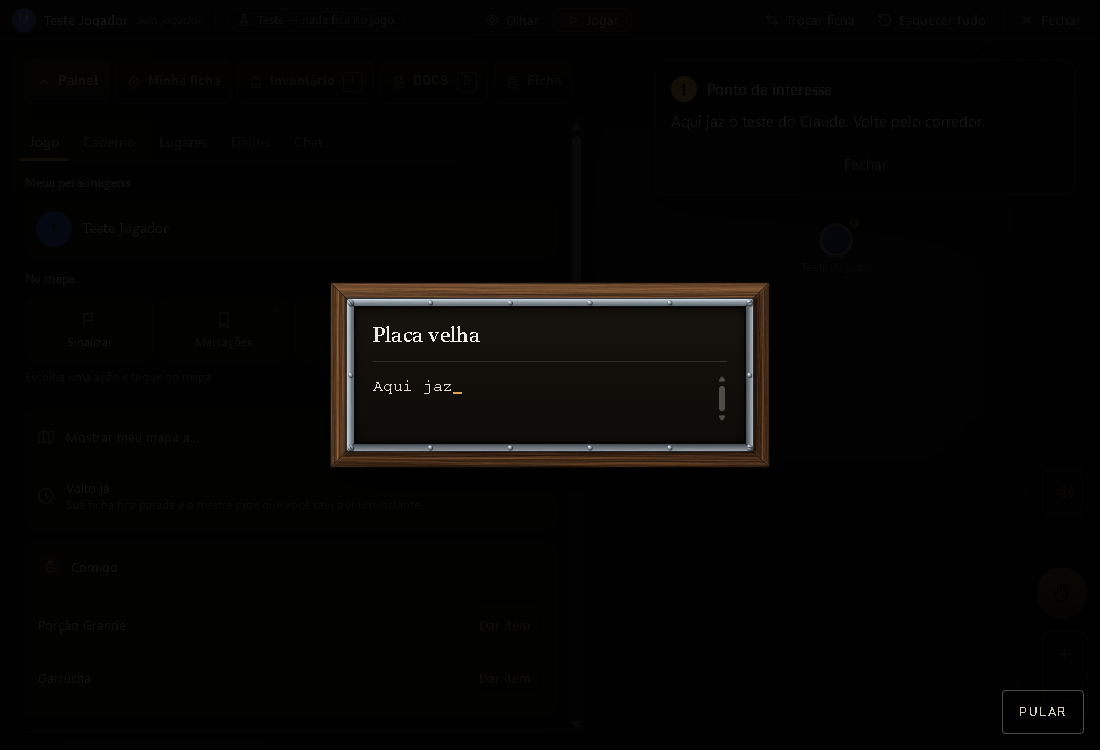 Teste Jogador sem jogador Teste — nada fica no jogo Olhar Jogar Trocar ficha Esquecer tudo Fechar
Painel Minha ficha Inventário DOCS 0 Ficha
Jogo Caderno Lugares Dados Chat
Meus personagens
Teste Jogador
No mapa
Sinalizar Marcações
Escolha uma ação e toque no mapa.
Mostrar meu mapa a...
Volto já
Sua ficha fica parada e o mestre sabe que você saiu por um instante.
Comigo
Porção Grande Dar item
Garrucha Dar item
! Ponto de interesse
Aqui jaz o teste do Claude. Volte pelo corredor.
Fechar
Teste Jogador
Placa velha
Aqui jaz_
PULAR